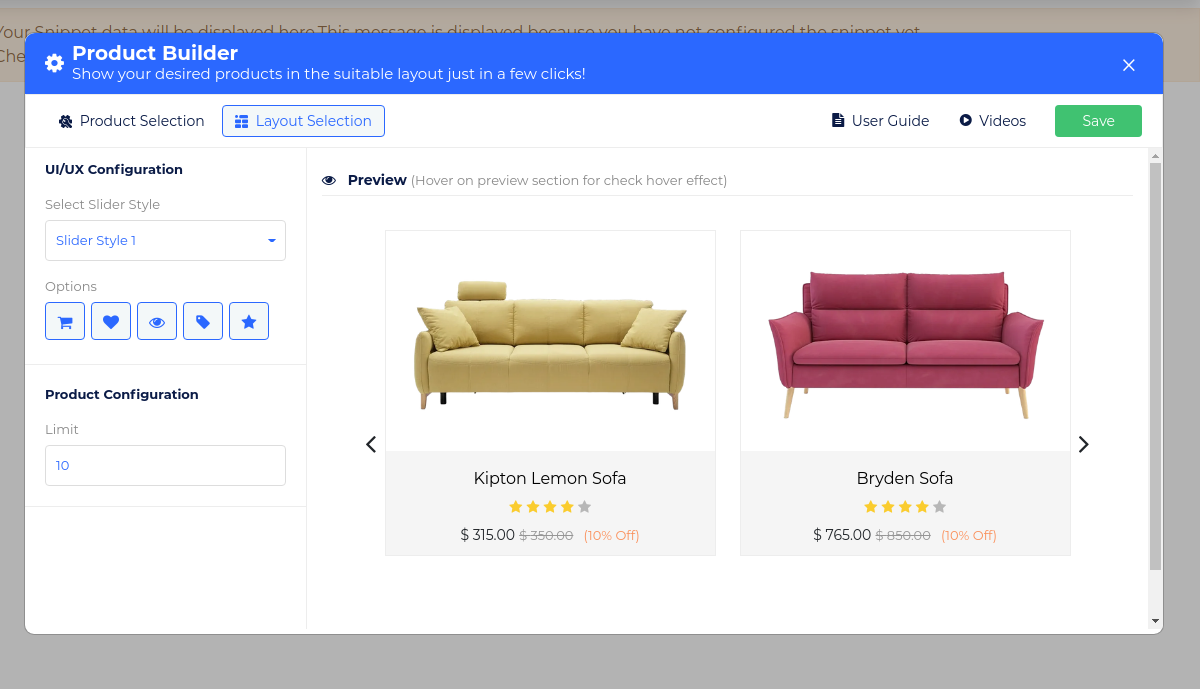 Your Snippet data will be displayed here.This message is displayed because you have not configured the snippet yet.
Che
Product Builder
Show your desired products in the suitable layout just in a few clicks!
Product Selection
Layout Selection
User Guide
Videos
Save
UI/UX Configuration
Select Slider Style
Slider Style 1
Options
Product Configuration
Limit
10
Preview (Hover on preview section for check hover effect)
Kipton Lemon Sofa
$ 315.00 $ 350.00 (10% Off)
Bryden Sofa
$ 765.00 $ 850.00 (10% Off)